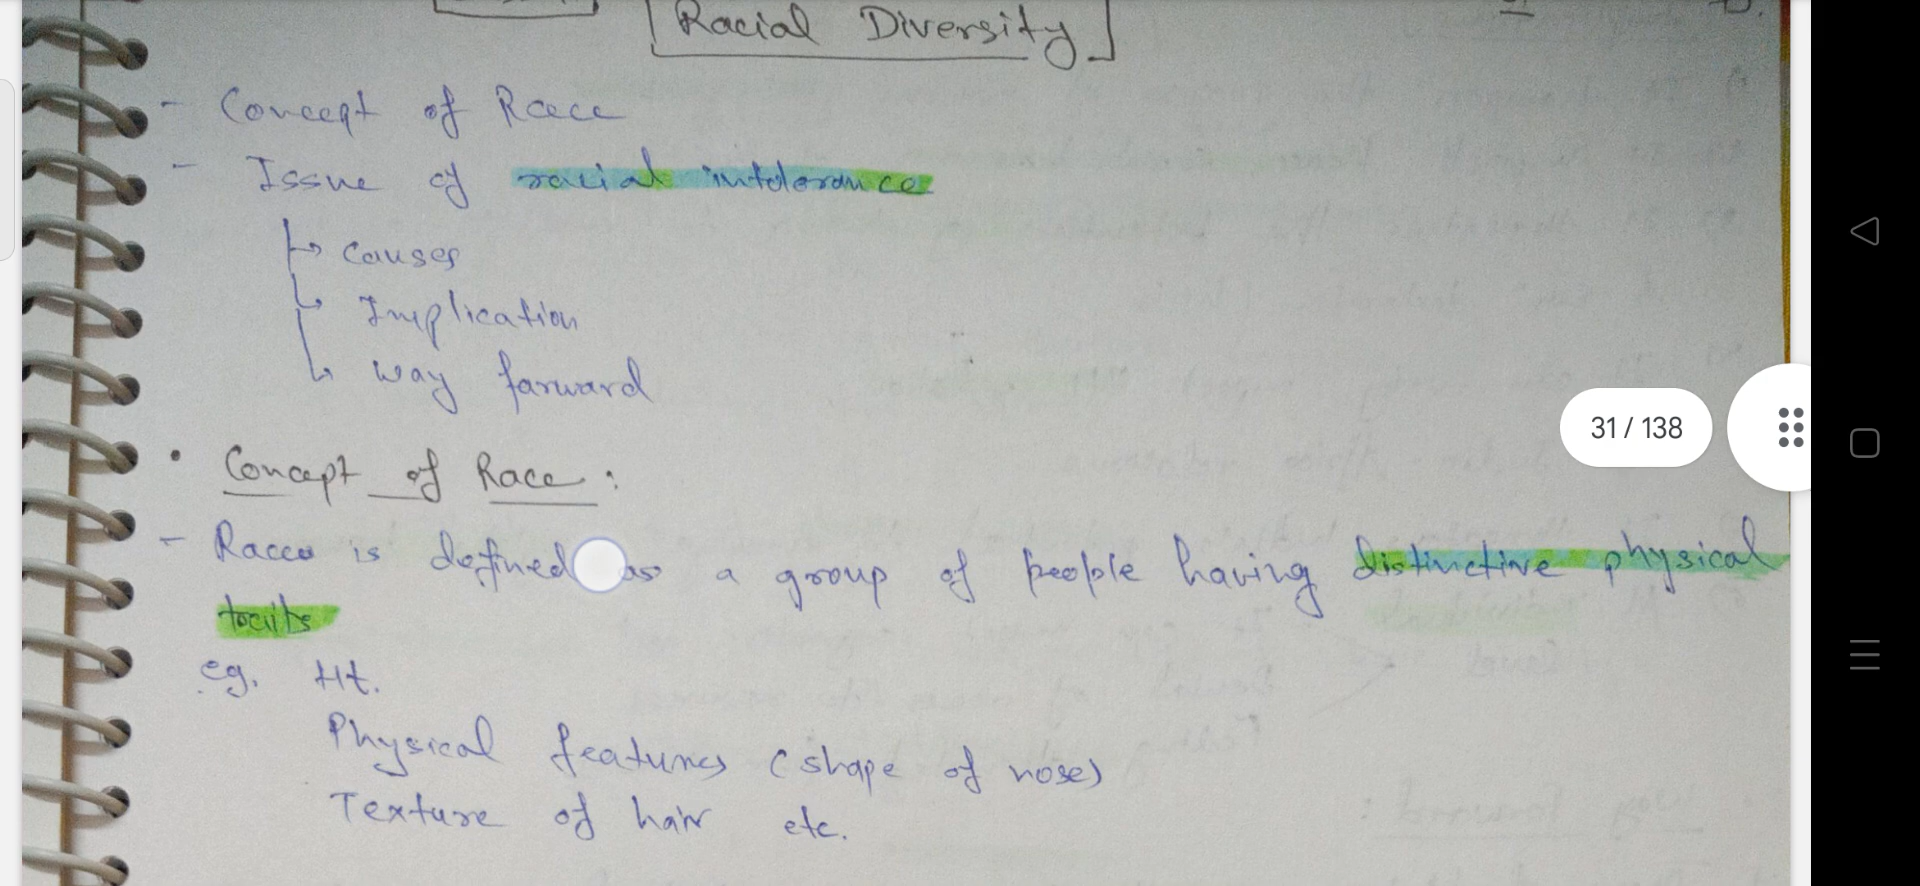 [Racial Diversity]
- Concept of Race
- Issue of racial intolerance
↳ Causes
↳ Implication
↳ way forward
• Concept of Race :
- Race is defined as a group of people having distinctive physical
traits
eg. Ht.
Physical features (shape of nose)
Texture of hair etc.
31 / 138